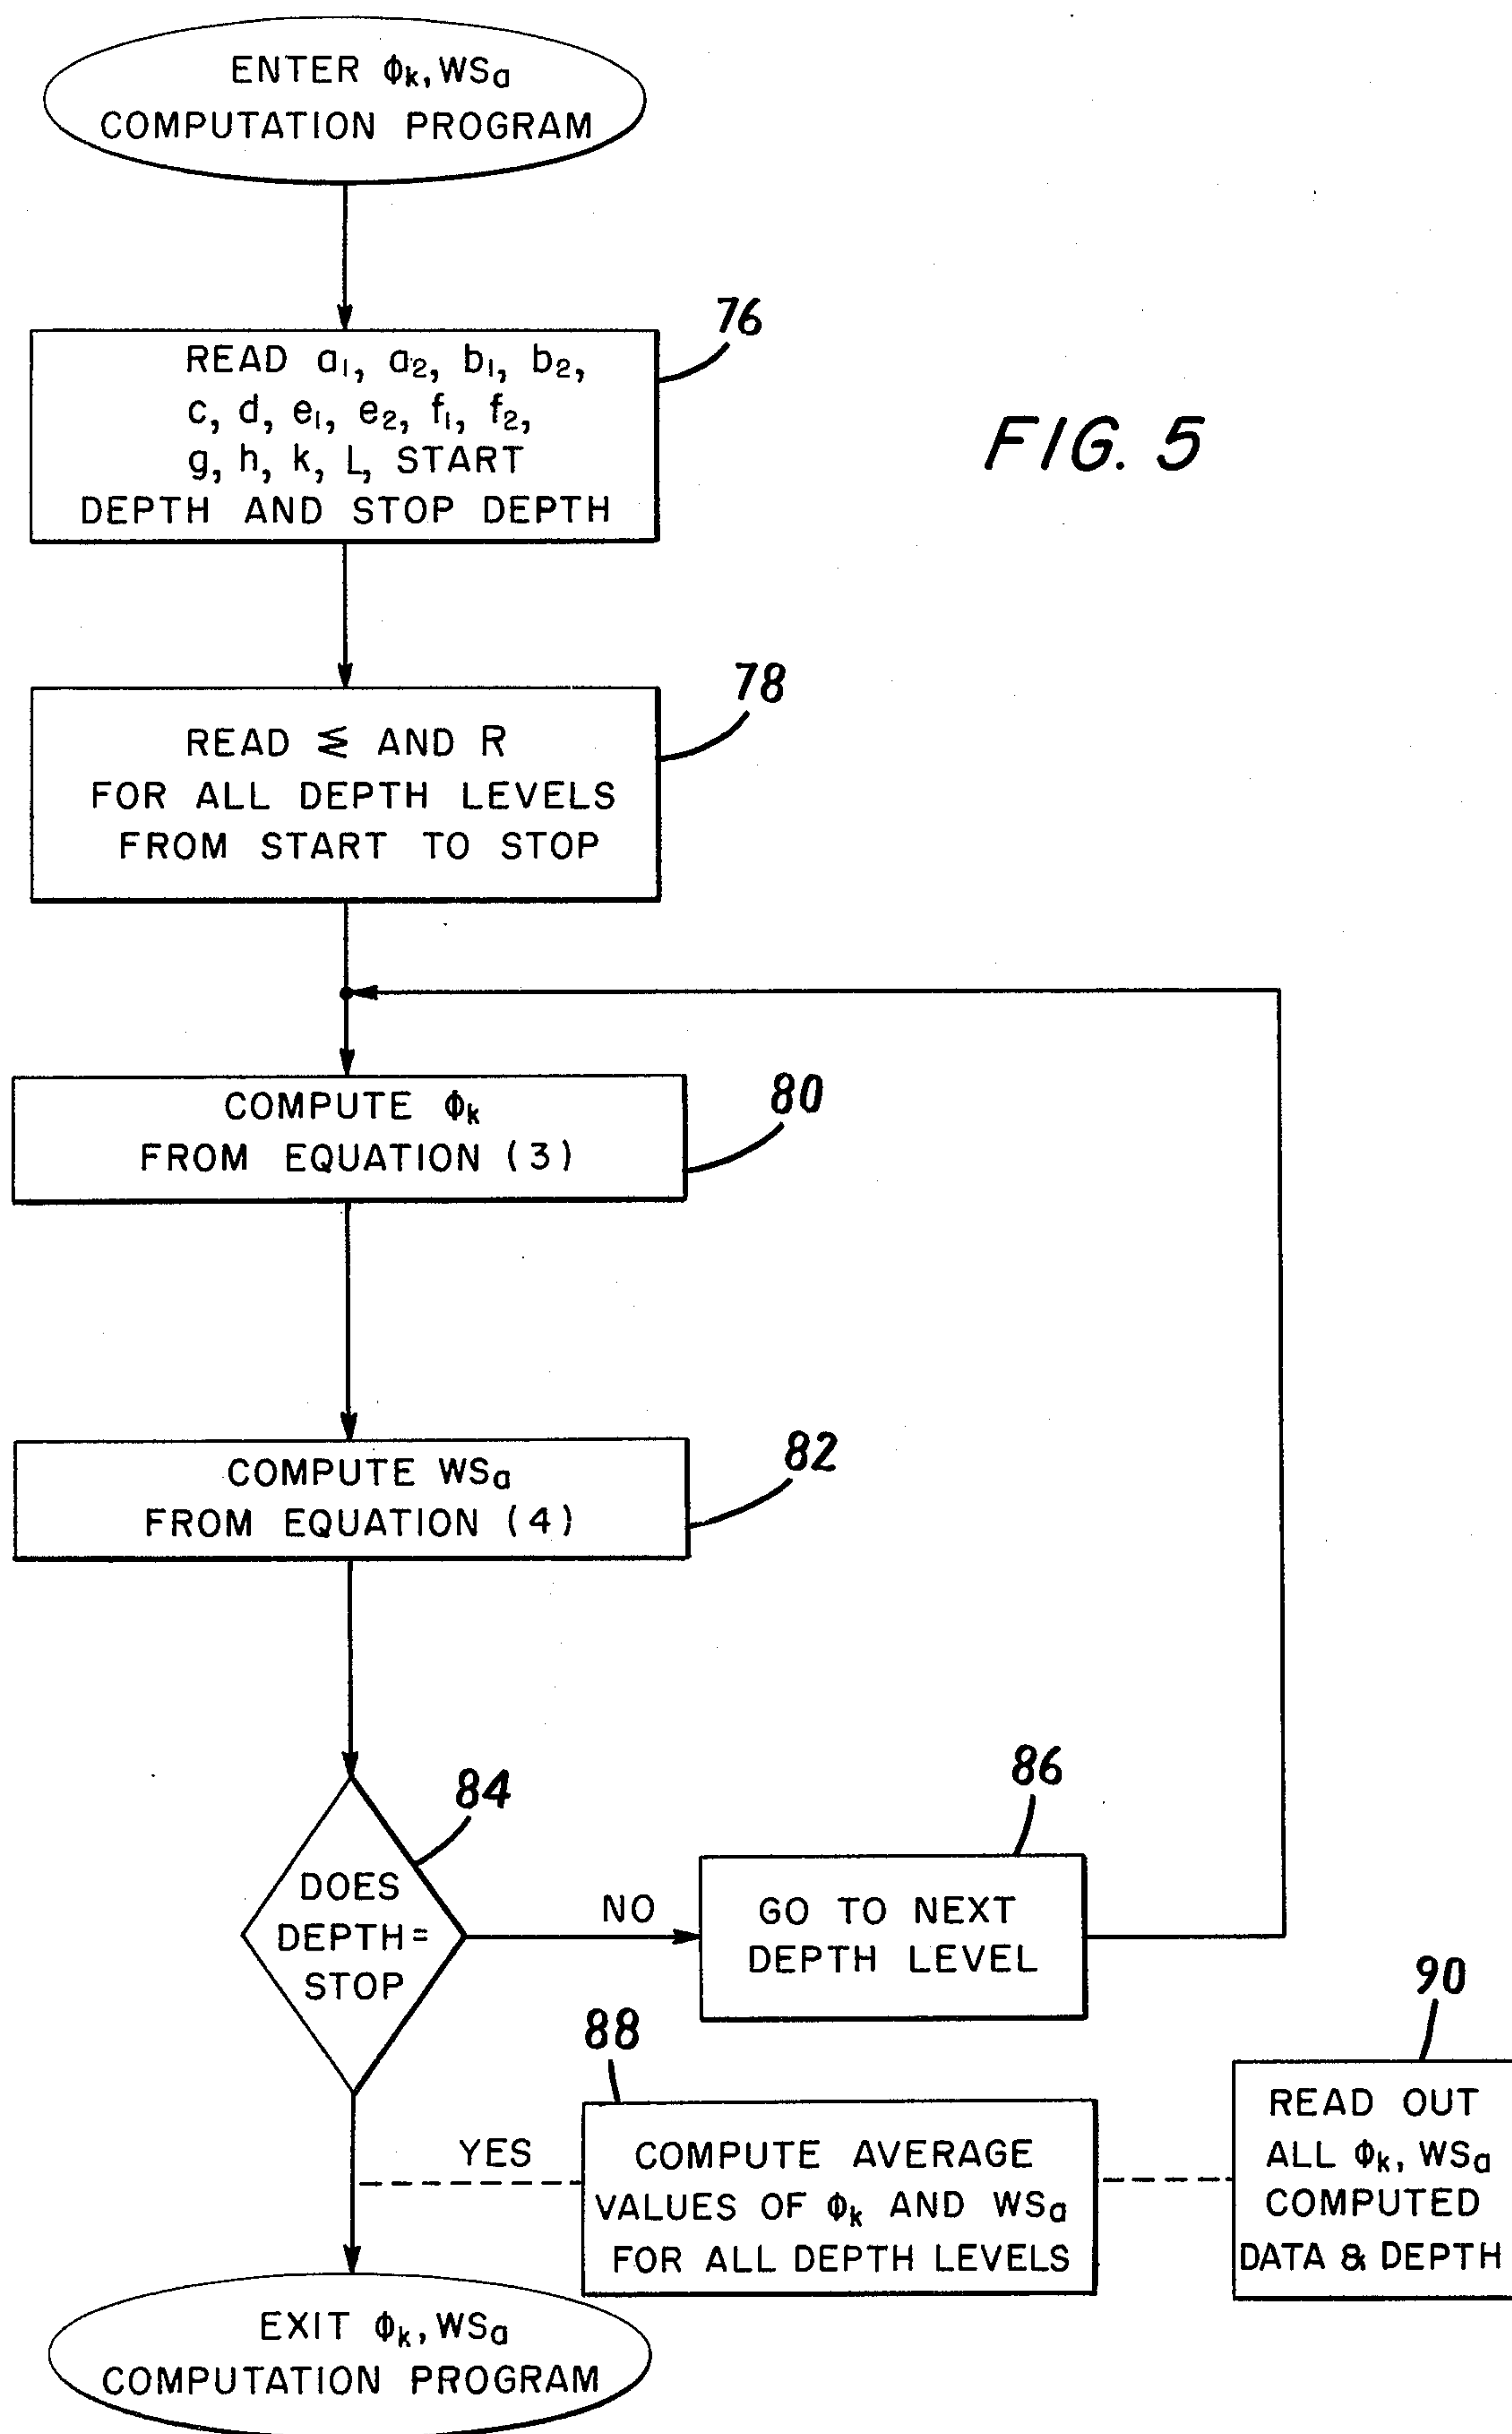 ENTER Φk, WSa
COMPUTATION PROGRAM
76
READ a1, a2, b1, b2,
c, d, e1, e2, f1, f2,
g, h, k, L, START
DEPTH AND STOP DEPTH
FIG. 5
78
READ ≶ AND R
FOR ALL DEPTH LEVELS
FROM START TO STOP
80
COMPUTE Φk
FROM EQUATION (3)
82
COMPUTE WSa
FROM EQUATION (4)
84
DOES
DEPTH=
STOP
NO
86
GO TO NEXT
DEPTH LEVEL
YES
88
COMPUTE AVERAGE
VALUES OF Φk AND WSa
FOR ALL DEPTH LEVELS
90
READ OUT
ALL Φk, WSa
COMPUTED
DATA & DEPTH
EXIT Φk, WSa
COMPUTATION PROGRAM